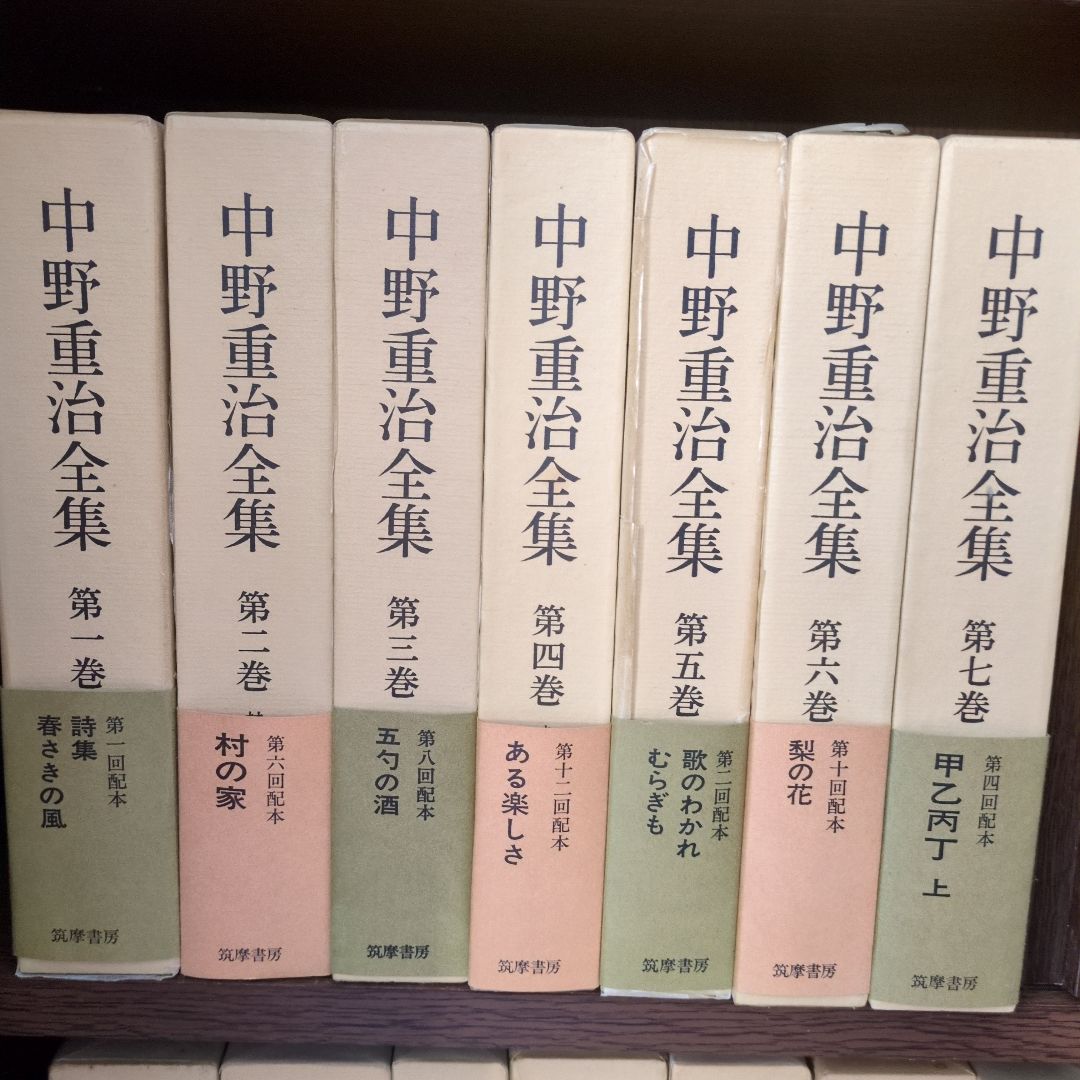 中野重治全集 第一巻
第一回配本
詩集
春さきの風
筑摩書房
中野重治全集 第二巻
第六回配本
村の家
筑摩書房
中野重治全集 第三巻
第八回配本
五勺の酒
筑摩書房
中野重治全集 第四巻
第十二回配本
ある楽しさ
筑摩書房
中野重治全集 第五巻
第二回配本
歌のわかれ
むらぎも
筑摩書房
中野重治全集 第六巻
第十回配本
梨の花
筑摩書房
中野重治全集 第七巻
第四回配本
甲乙丙丁 上
筑摩書房